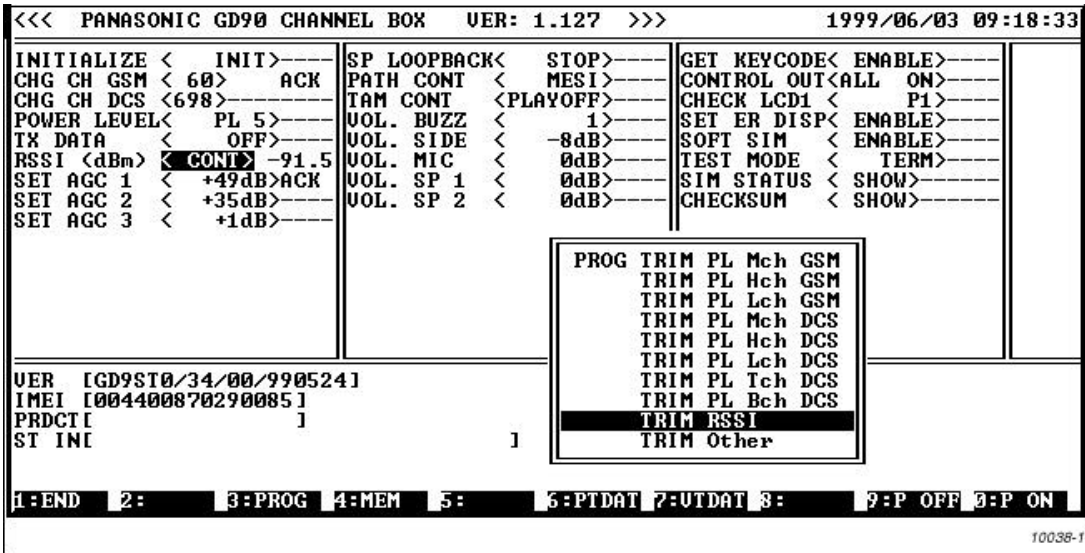 <<< PANASONIC GD90 CHANNEL BOX VER: 1.127 >>> 1999/06/03 09:18:33
INITIALIZE < INIT>----
CHG CH GSM < 60> ACK
CHG CH DCS <698>---------
POWER LEVEL< PL 5>----
TX DATA < OFF>----
RSSI (dBm) < CONT> -91.5
SET AGC 1 < +49dB>ACK
SET AGC 2 < +35dB>----
SET AGC 3 < +1dB>----
SP LOOPBACK< STOP>----
PATH CONT < MESI>----
TAM CONT <PLAYOFF>----
VOL. BUZZ < 1>----
VOL. SIDE < -8dB>----
VOL. MIC < 0dB>----
VOL. SP 1 < 0dB>----
VOL. SP 2 < 0dB>----
GET KEYCODE< ENABLE>----
CONTROL OUT<ALL ON>----
CHECK LCD1 < P1>----
SET ER DISP< ENABLE>----
SOFT SIM < ENABLE>----
TEST MODE < TERM>----
SIM STATUS < SHOW>------
CHECKSUM < SHOW>------
PROG TRIM PL Mch GSM
TRIM PL Hch GSM
TRIM PL Lch GSM
TRIM PL Mch DCS
TRIM PL Hch DCS
TRIM PL Lch DCS
TRIM PL Tch DCS
TRIM PL Bch DCS
TRIM RSSI
TRIM Other
VER [GD9ST0/34/00/990524]
IMEI [004400870290085]
PRDCT[ ]
ST IN[ ]
1:END 2: 3:PROG 4:MEM 5: 6:PTDAT 7:VTDAT 8: 9:P OFF 0:P ON
10038-1